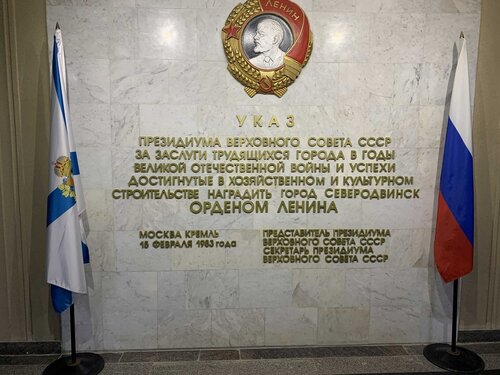 ЛЕНИН
УКАЗ
ПРЕЗИДИУМА ВЕРХОВНОГО СОВЕТА СССР
ЗА ЗАСЛУГИ ТРУДЯЩИХСЯ ГОРОДА В ГОДЫ
ВЕЛИКОЙ ОТЕЧЕСТВЕННОЙ ВОЙНЫ И УСПЕХИ
ДОСТИГНУТЫЕ В ХОЗЯЙСТВЕННОМ И КУЛЬТУРНОМ
СТРОИТЕЛЬСТВЕ НАГРАДИТЬ ГОРОД СЕВЕРОДВИНСК
ОРДЕНОМ ЛЕНИНА
МОСКВА КРЕМЛЬ
15 ФЕВРАЛЯ 1983 года
ПРЕДСТАВИТЕЛЬ ПРЕЗИДИУМА
ВЕРХОВНОГО СОВЕТА СССР
СЕКРЕТАРЬ ПРЕЗИДИУМА
ВЕРХОВНОГО СОВЕТА СССР